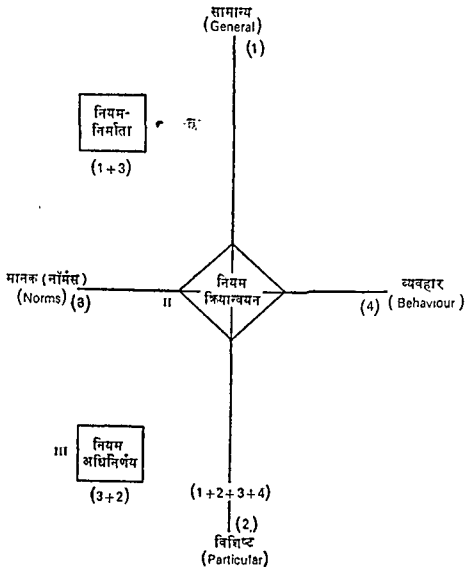 सामान्य
(General)
(1)
नियम-
निर्माता
(1+3)
मानक (नॉर्मस)
(Norms) (3)
II
नियम
क्रियान्वयन
व्यवहार
(4) (Behaviour)
III
नियम
अधिनिर्णय
(3+2)
(1+2+3+4)
(2.)
विशिष्ट
(Particular)